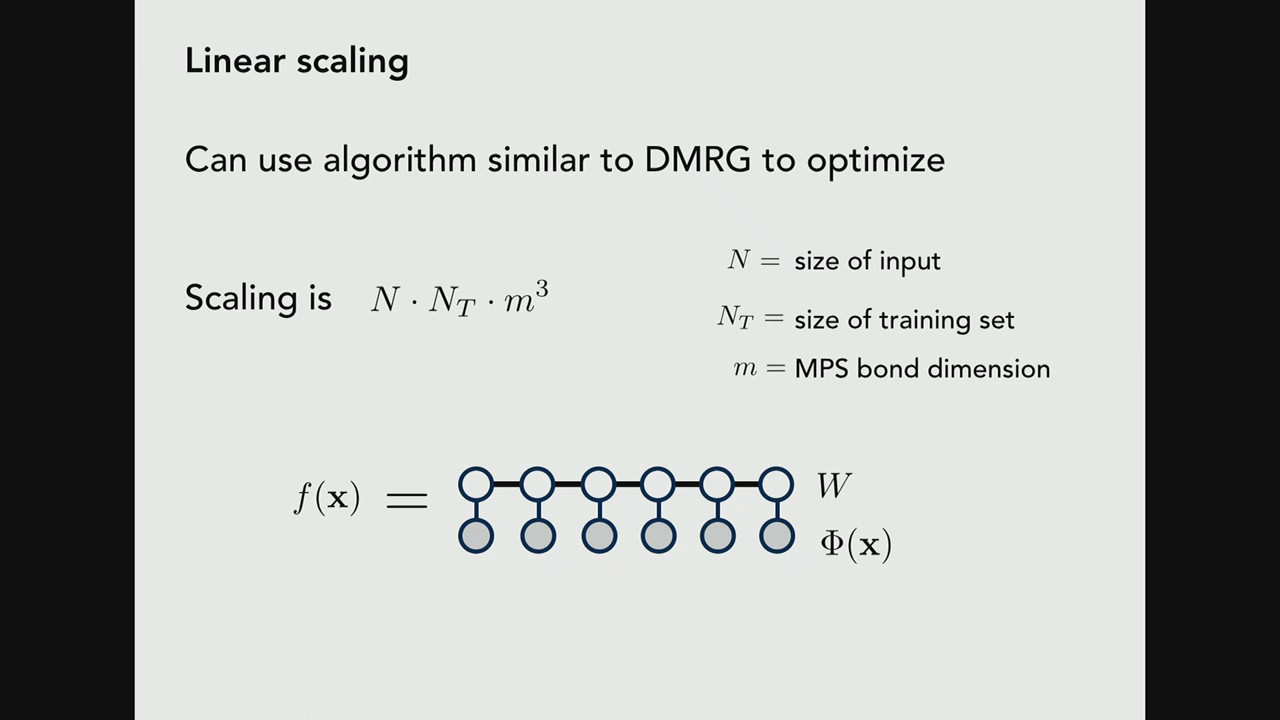 Linear scaling
Can use algorithm similar to DMRG to optimize
N = size of input
Scaling is N · N_T · m^3
N_T = size of training set
m = MPS bond dimension
f(x) = W
Φ(x)